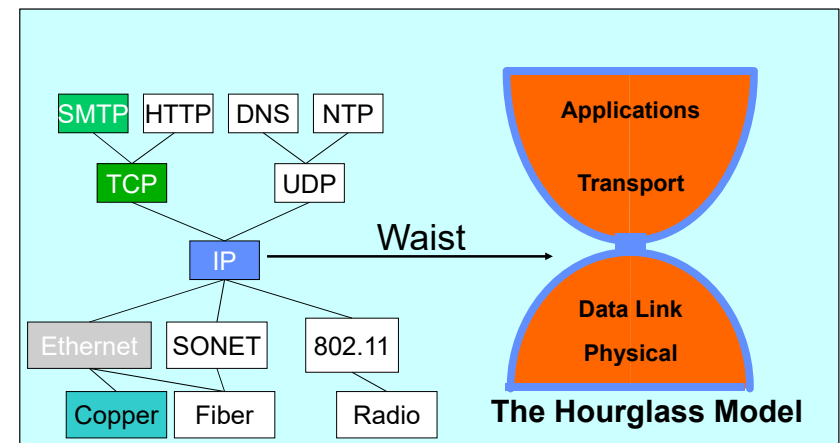 SMTP HTTP DNS NTP
TCP UDP
IP
Waist
Ethernet SONET 802.11
Copper Fiber Radio
Applications
Transport
Data Link
Physical
The Hourglass Model